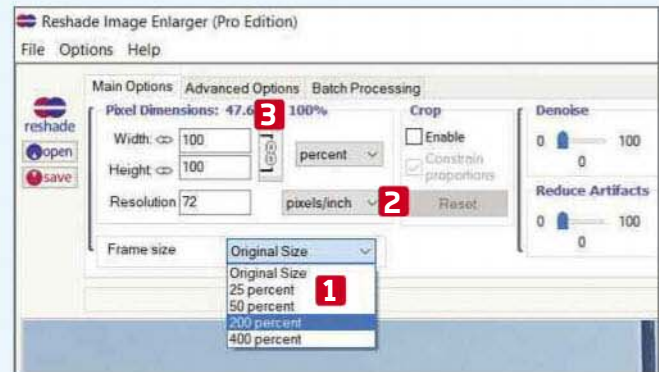 Reshade Image Enlarger (Pro Edition)
File Options Help
Main Options Advanced Options Batch Processing
reshade
open
save
Pixel Dimensions: 47.6 100%
3
Width: 100
Height 100
percent
Resolution 72
pixels/inch
2
Crop
Enable
Constrain
proportions
Reset
Denoise
0 100
0
Reduce Artifacts
0 100
0
Frame size
Original Size
Original Size
25 percent
50 percent
200 percent
400 percent
1